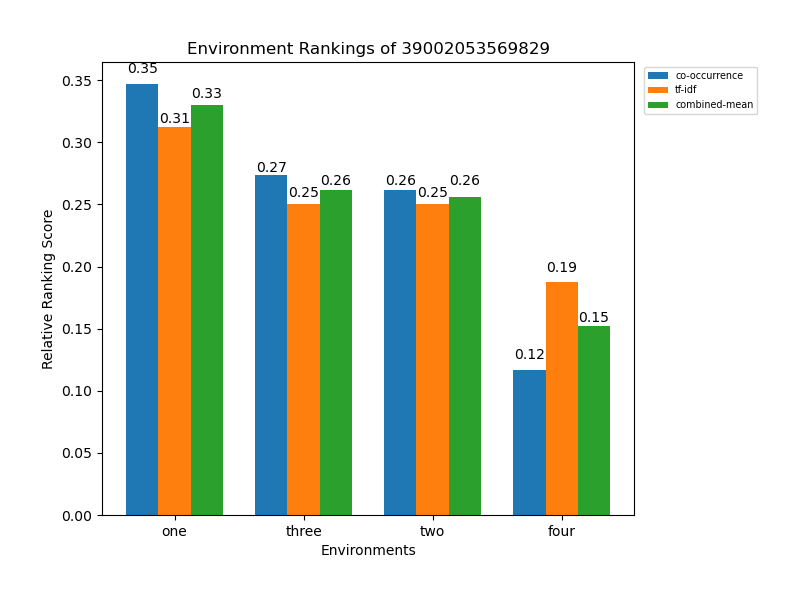 Environment Rankings of 39002053569829
co-occurrence
tf-idf
combined-mean
Relative Ranking Score
0.35
0.30
0.25
0.20
0.15
0.10
0.05
0.00
0.35
0.31
0.33
0.27
0.25
0.26
0.26
0.25
0.26
0.12
0.19
0.15
one three two four
Environments